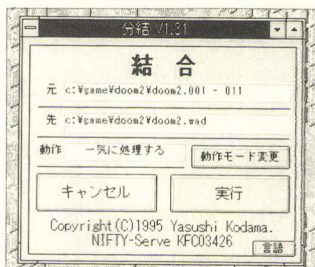 分結 V1.31
結 合
元 c:¥game¥doom2¥doom2.001 - 011
先 c:¥game¥doom2¥doom2.wad
動作 一気に処理する 動作モード変更
キャンセル 実行
Copyright(C)1995 Yasushi Kodama.
NIFTY-Serve KFC03426 言語